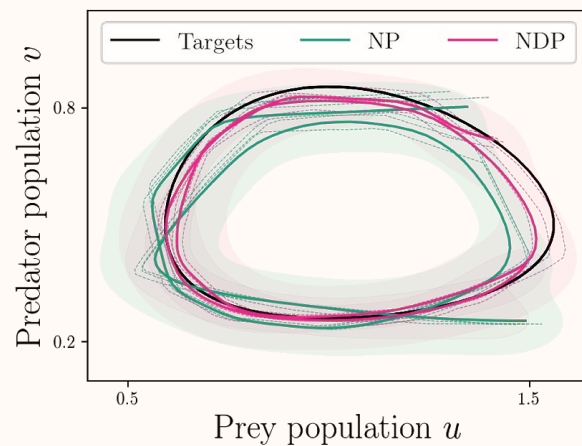 Targets NP NDP
Predator population v
0.8
0.2
0.5 1.5
Prey population u